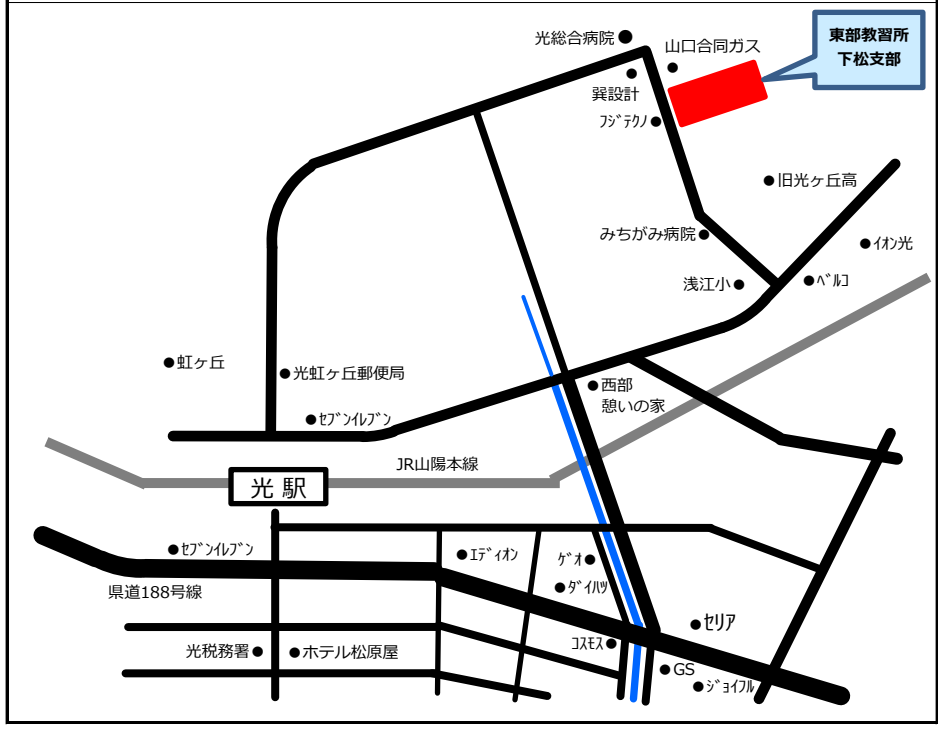 光総合病院
山口合同ガス
東部教習所
下松支部
巽設計
ﾌｼﾞﾃｸﾉ
旧光ヶ丘高
みちがみ病院
ｲｵﾝ光
浅江小
ﾍﾞﾙｺ
虹ヶ丘
光虹ヶ丘郵便局
西部
憩いの家
ｾﾌﾞﾝｲﾚﾌﾞﾝ
JR山陽本線
光駅
ｾﾌﾞﾝｲﾚﾌﾞﾝ
ｴﾃﾞｨｵﾝ
ｹﾞｵ
ﾀﾞｲﾊﾂ
県道188号線
セリア
ｺｽﾓｽ
光税務署
ホテル松原屋
GS
ｼﾞｮｲﾌﾙ